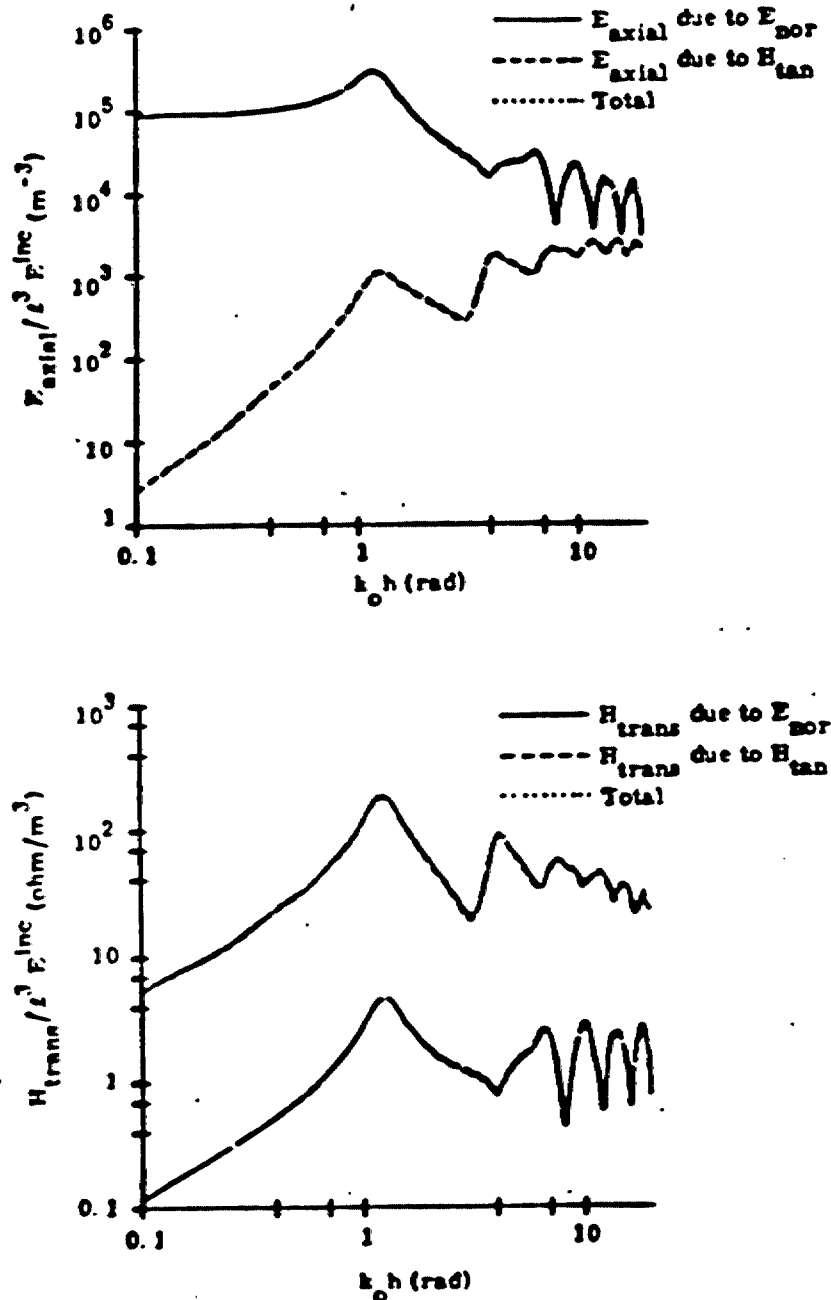 E_axial due to E_nor
E_axial due to H_tan
Total
10^6
10^5
10^4
10^3
10^2
10
1
E_axial/ℓ^3 E^inc (m^-3)
0.1 1 10
k_o h (rad)
H_trans due to E_nor
H_trans due to H_tan
Total
10^3
10^2
10
1
0.1
H_trans/ℓ^3 E^inc (ohm/m^3)
0.1 1 10
k_o h (rad)